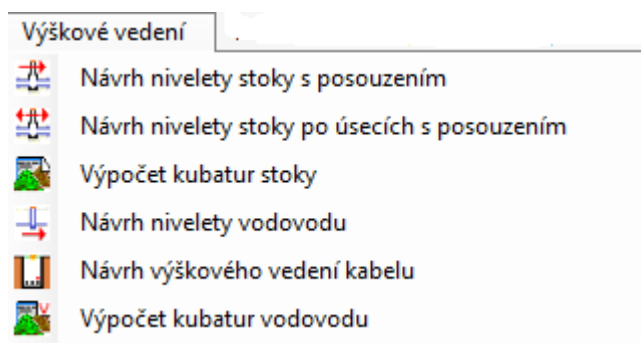 Výškové vedení
Návrh nivelety stoky s posouzením
Návrh nivelety stoky po úsecích s posouzením
Výpočet kubatur stoky
Návrh nivelety vodovodu
Návrh výškového vedení kabelu
Výpočet kubatur vodovodu